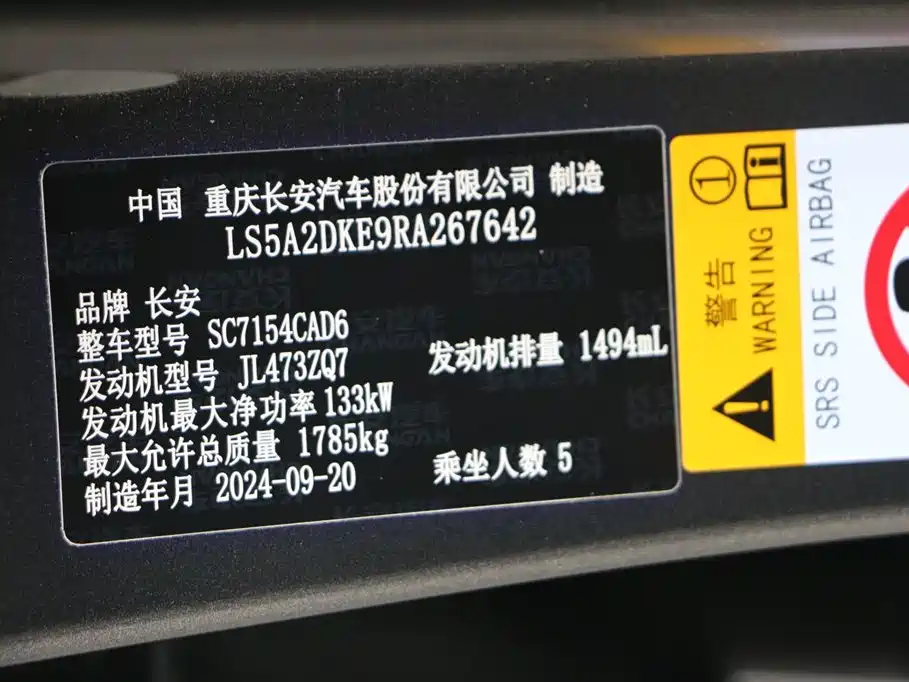 中国 重庆长安汽车股份有限公司 制造
LS5A2DKE9RA267642
品牌 长安
整车型号 SC7154CAD6
发动机型号 JL473ZQ7
发动机排量 1494mL
发动机最大净功率 133kW
最大允许总质量 1785kg
乘坐人数 5
制造年月 2024-09-20
①
警告
WARNING
SRS SIDE AIRBAG